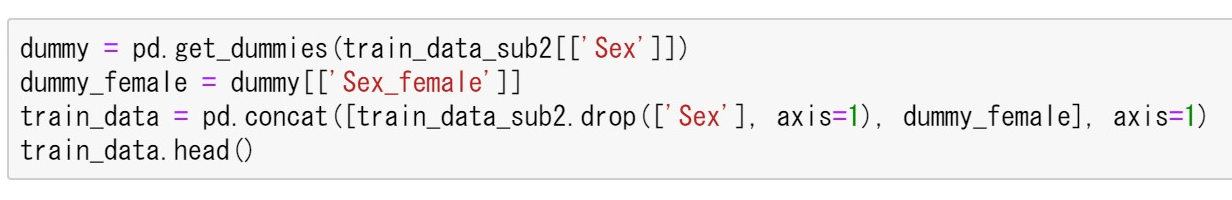 dummy = pd.get_dummies(train_data_sub2[['Sex']])
dummy_female = dummy[['Sex_female']]
train_data = pd.concat([train_data_sub2.drop(['Sex'], axis=1), dummy_female], axis=1)
train_data.head()